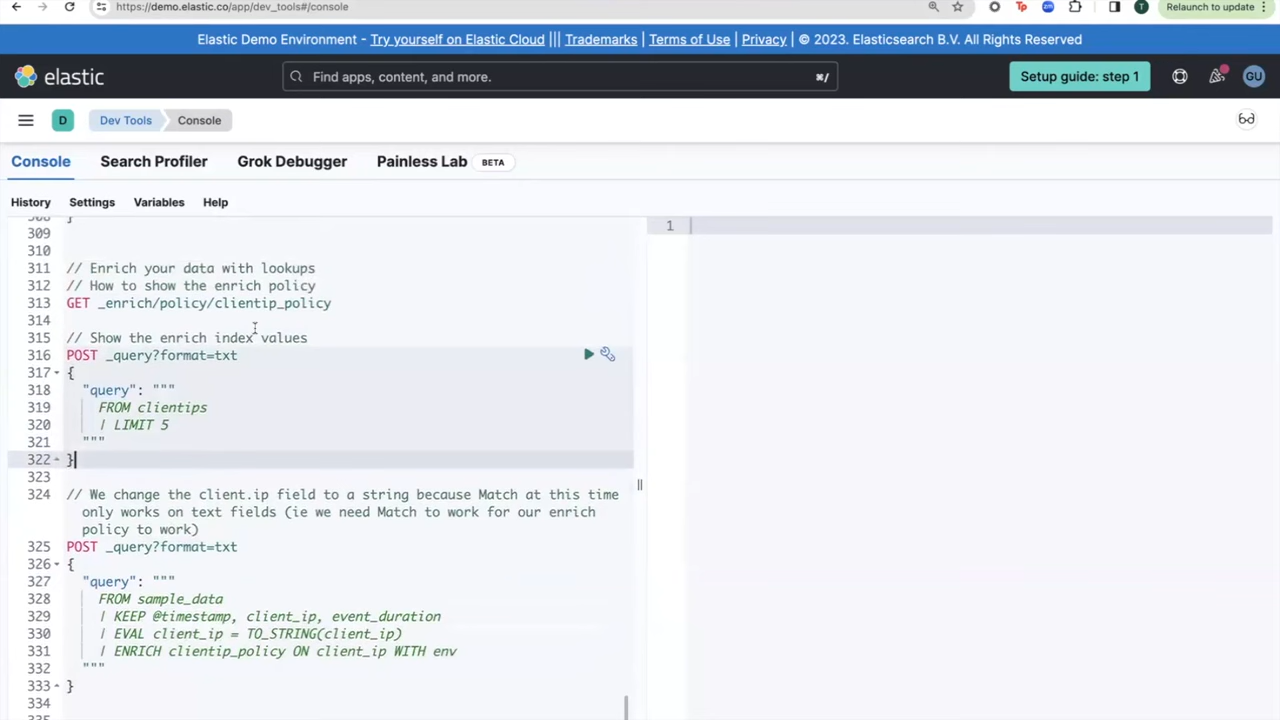 https://demo.elastic.co/app/dev_tools#/console
Relaunch to update
Elastic Demo Environment - Try yourself on Elastic Cloud ||| Trademarks | Terms of Use | Privacy | © 2023. Elasticsearch B.V. All Rights Reserved
elastic
Find apps, content, and more.
⌘/
Setup guide: step 1
GU
D
Dev Tools
Console
Console
Search Profiler
Grok Debugger
Painless Lab
BETA
History
Settings
Variables
Help
308 }
309
310
311 // Enrich your data with lookups
312 // How to show the enrich policy
313 GET _enrich/policy/clientip_policy
314
315 // Show the enrich index values
316 POST _query?format=txt
317 {
318 "query": """
319 FROM clientips
320 | LIMIT 5
321 """
322 }
323
324 // We change the client.ip field to a string because Match at this time
only works on text fields (ie we need Match to work for our enrich
policy to work)
325 POST _query?format=txt
326 {
327 "query": """
328 FROM sample_data
329 | KEEP @timestamp, client_ip, event_duration
330 | EVAL client_ip = TO_STRING(client_ip)
331 | ENRICH clientip_policy ON client_ip WITH env
332 """
333 }
334
335
1